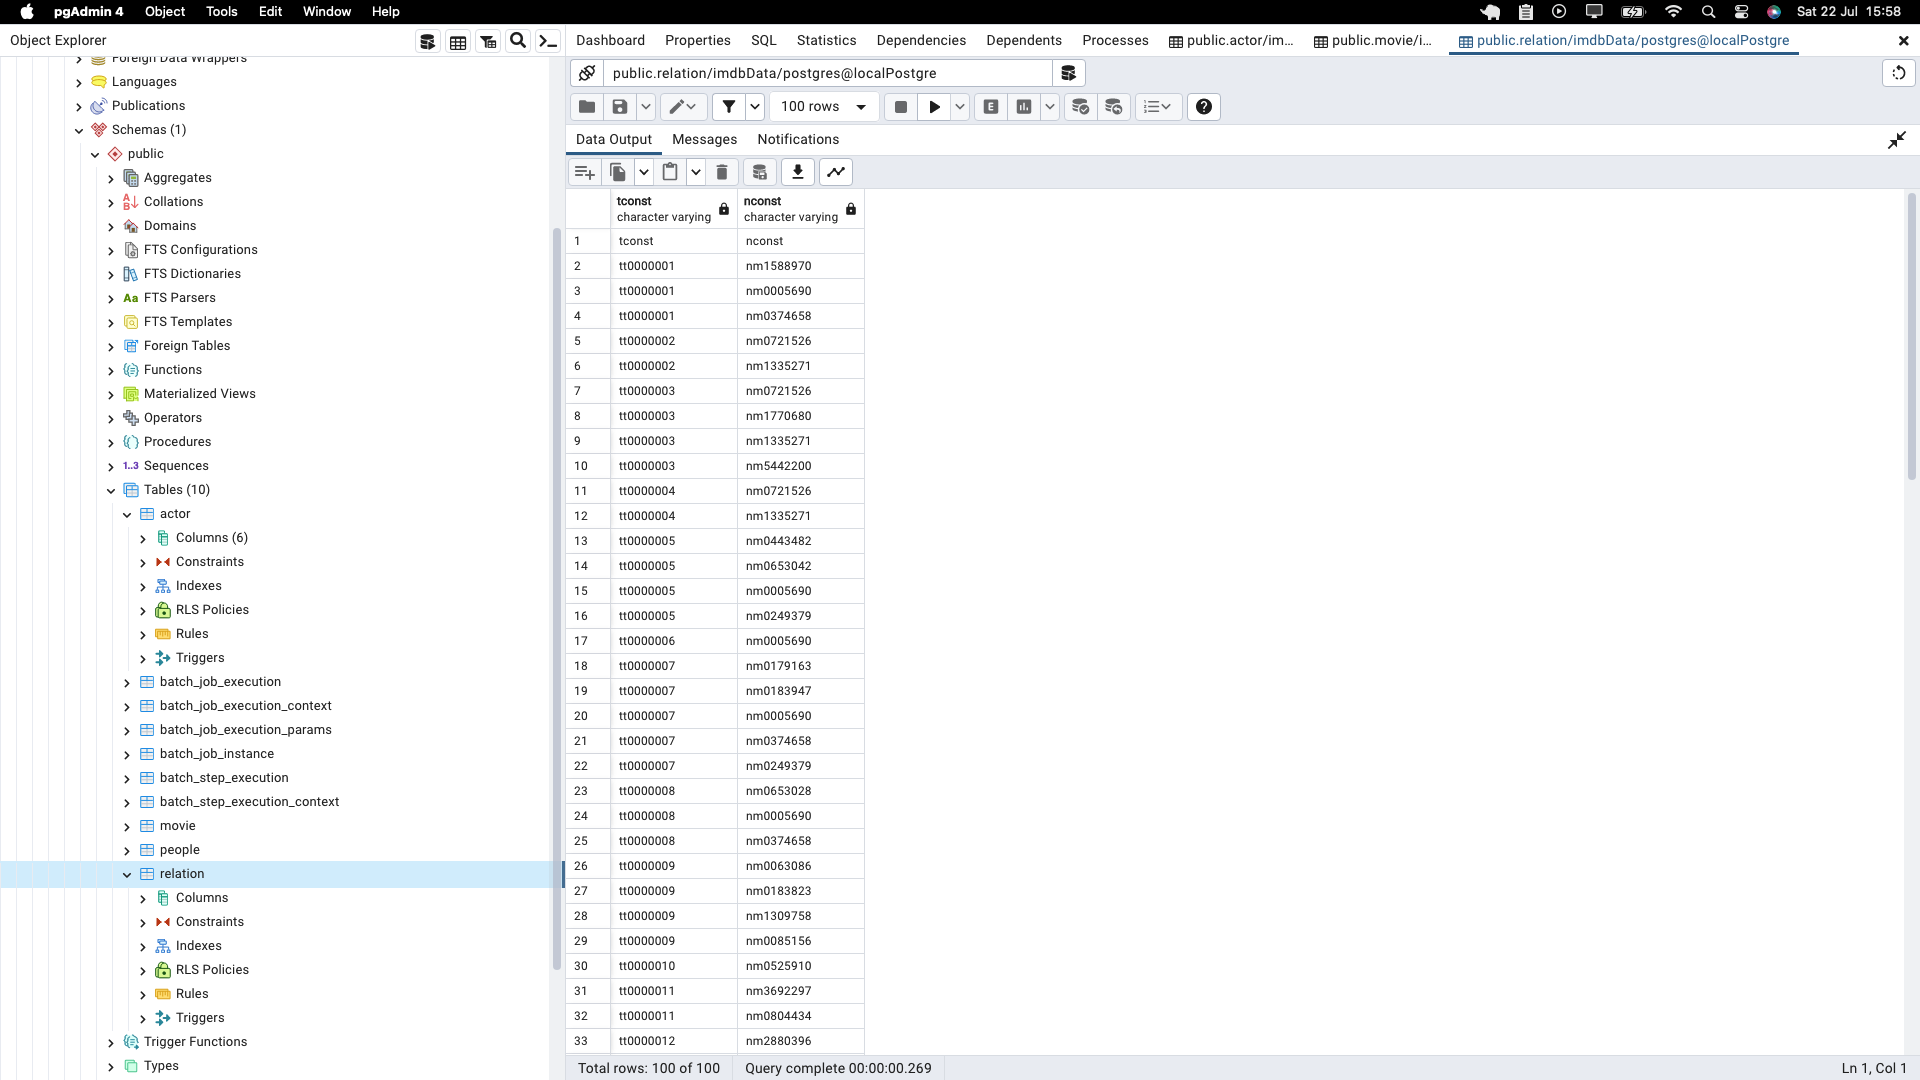 pgAdmin 4 Object Tools Edit Window Help
Sat 22 Jul 15:58
Object Explorer
Foreign Data Wrappers
Languages
Publications
Schemas (1)
public
Aggregates
Collations
Domains
FTS Configurations
FTS Dictionaries
Aa FTS Parsers
FTS Templates
Foreign Tables
Functions
Materialized Views
Operators
Procedures
1..3 Sequences
Tables (10)
actor
Columns (6)
Constraints
Indexes
RLS Policies
Rules
Triggers
batch_job_execution
batch_job_execution_context
batch_job_execution_params
batch_job_instance
batch_step_execution
batch_step_execution_context
movie
people
relation
Columns
Constraints
Indexes
RLS Policies
Rules
Triggers
Trigger Functions
Types
Dashboard Properties SQL Statistics Dependencies Dependents Processes public.actor/im... public.movie/i... public.relation/imdbData/postgres@localPostgre
public.relation/imdbData/postgres@localPostgre
100 rows E
Data Output Messages Notifications
tconst nconst
character varying character varying
1 tconst nconst
2 tt0000001 nm1588970
3 tt0000001 nm0005690
4 tt0000001 nm0374658
5 tt0000002 nm0721526
6 tt0000002 nm1335271
7 tt0000003 nm0721526
8 tt0000003 nm1770680
9 tt0000003 nm1335271
10 tt0000003 nm5442200
11 tt0000004 nm0721526
12 tt0000004 nm1335271
13 tt0000005 nm0443482
14 tt0000005 nm0653042
15 tt0000005 nm0005690
16 tt0000005 nm0249379
17 tt0000006 nm0005690
18 tt0000007 nm0179163
19 tt0000007 nm0183947
20 tt0000007 nm0005690
21 tt0000007 nm0374658
22 tt0000007 nm0249379
23 tt0000008 nm0653028
24 tt0000008 nm0005690
25 tt0000008 nm0374658
26 tt0000009 nm0063086
27 tt0000009 nm0183823
28 tt0000009 nm1309758
29 tt0000009 nm0085156
30 tt0000010 nm0525910
31 tt0000011 nm3692297
32 tt0000011 nm0804434
33 tt0000012 nm2880396
Total rows: 100 of 100 Query complete 00:00:00.269
Ln 1, Col 1